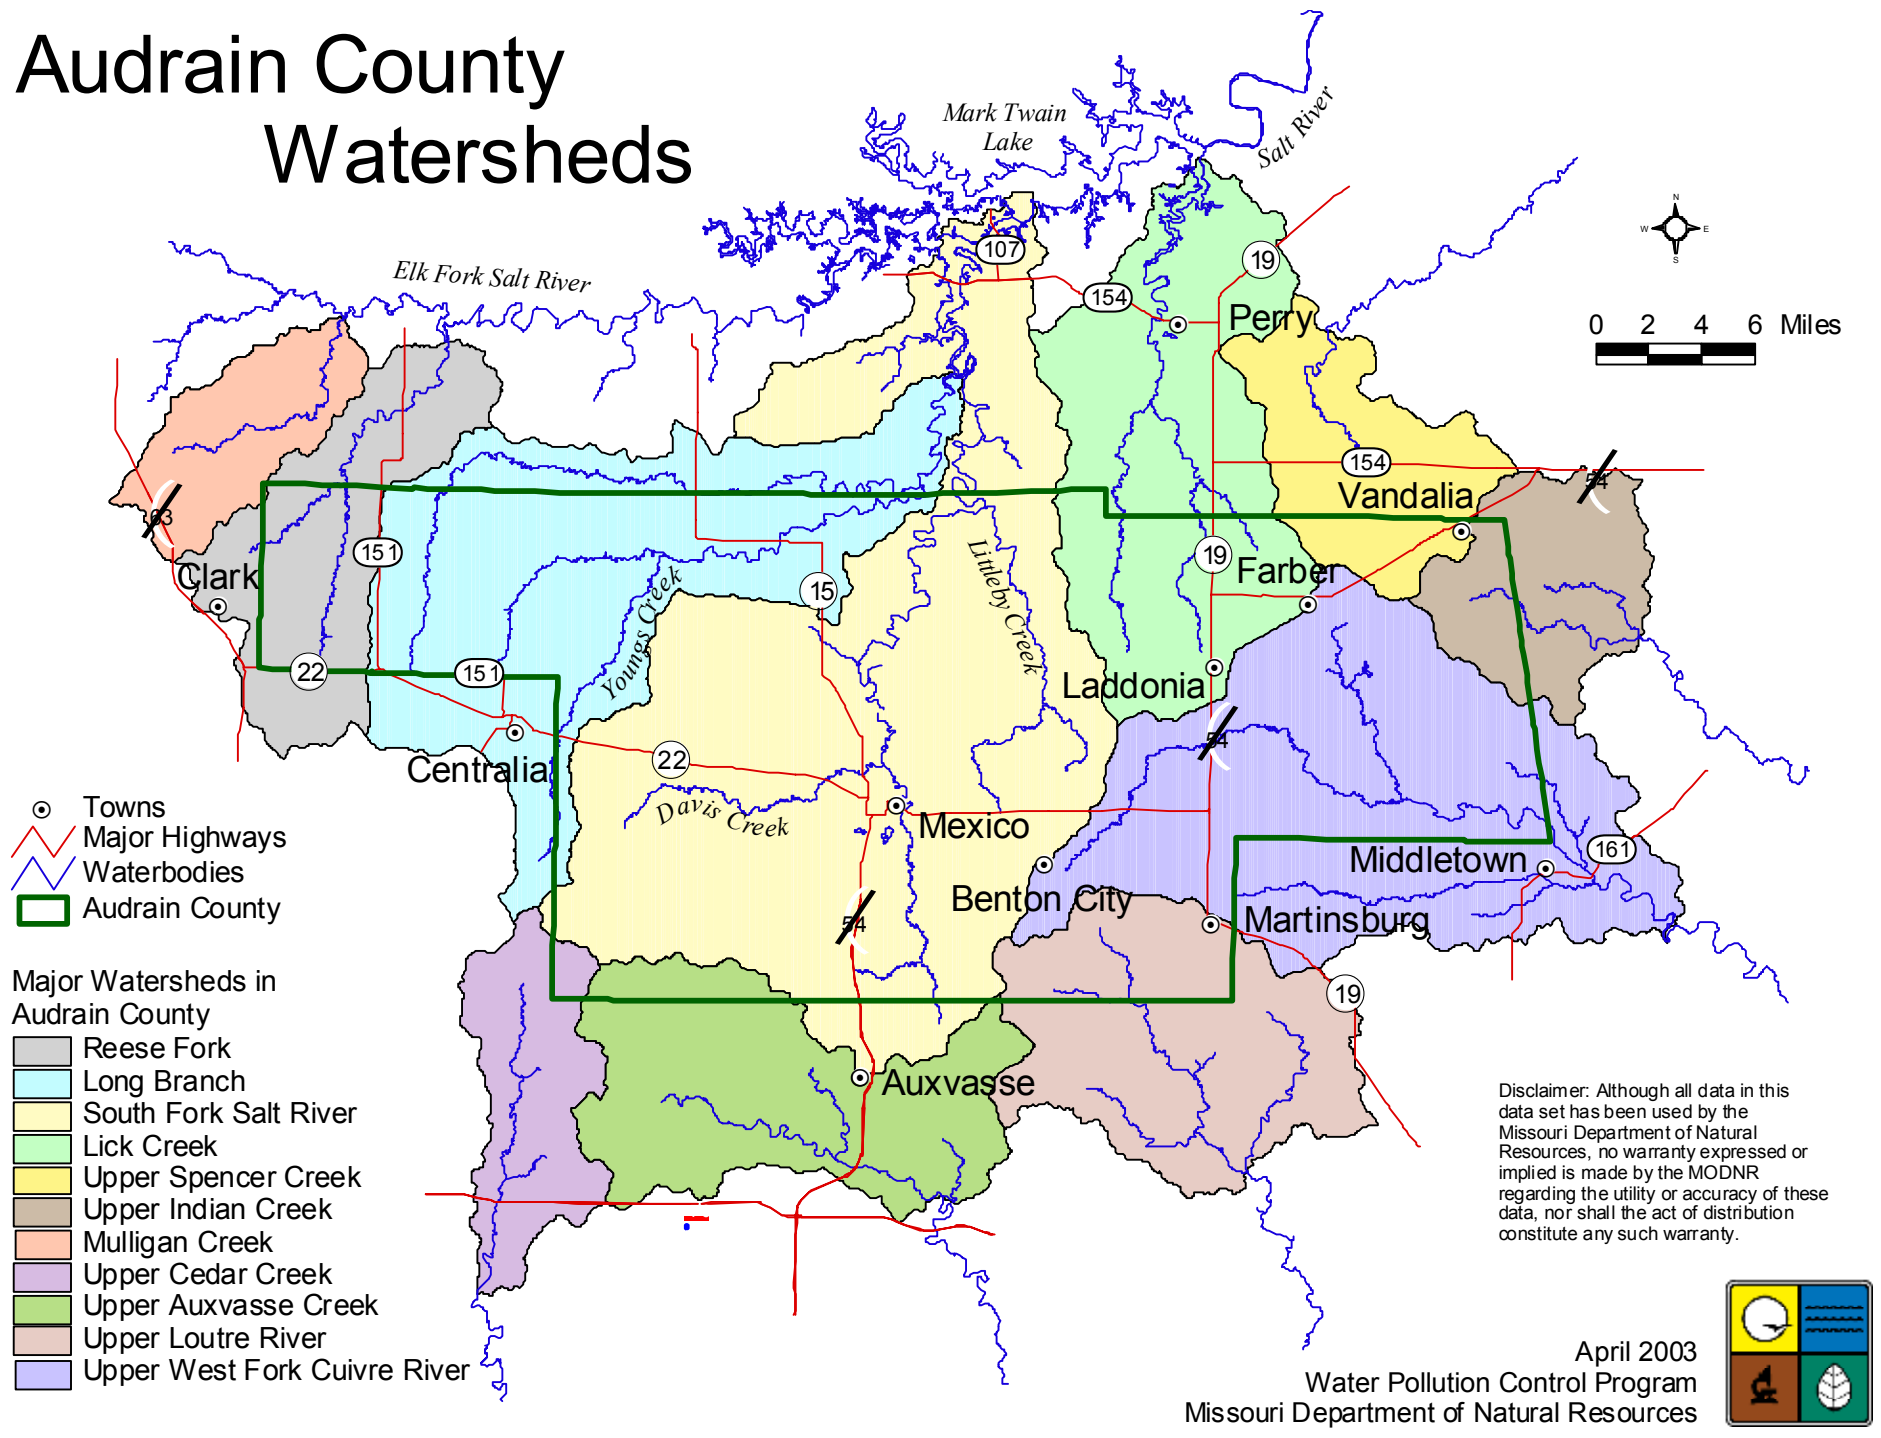 Audrain County
Watersheds
Mark Twain
Lake
Salt River
N
W E
S
Elk Fork Salt River
107
19
154
Perry
0 2 4 6 Miles
154
54
Vandalia
63
151
19
Farber
Clark
15
Youngs Creek
Littleby Creek
22
151
Laddonia
54
22
Centralia
Davis Creek
Mexico
161
Middletown
Benton City
54
Martinsburg
19
Auxvasse
Towns
Major Highways
Waterbodies
Audrain County
Major Watersheds in
Audrain County
Reese Fork
Long Branch
South Fork Salt River
Lick Creek
Upper Spencer Creek
Upper Indian Creek
Mulligan Creek
Upper Cedar Creek
Upper Auxvasse Creek
Upper Loutre River
Upper West Fork Cuivre River
Disclaimer: Although all data in this
data set has been used by the
Missouri Department of Natural
Resources, no warranty expressed or
implied is made by the MODNR
regarding the utility or accuracy of these
data, nor shall the act of distribution
constitute any such warranty.
April 2003
Water Pollution Control Program
Missouri Department of Natural Resources